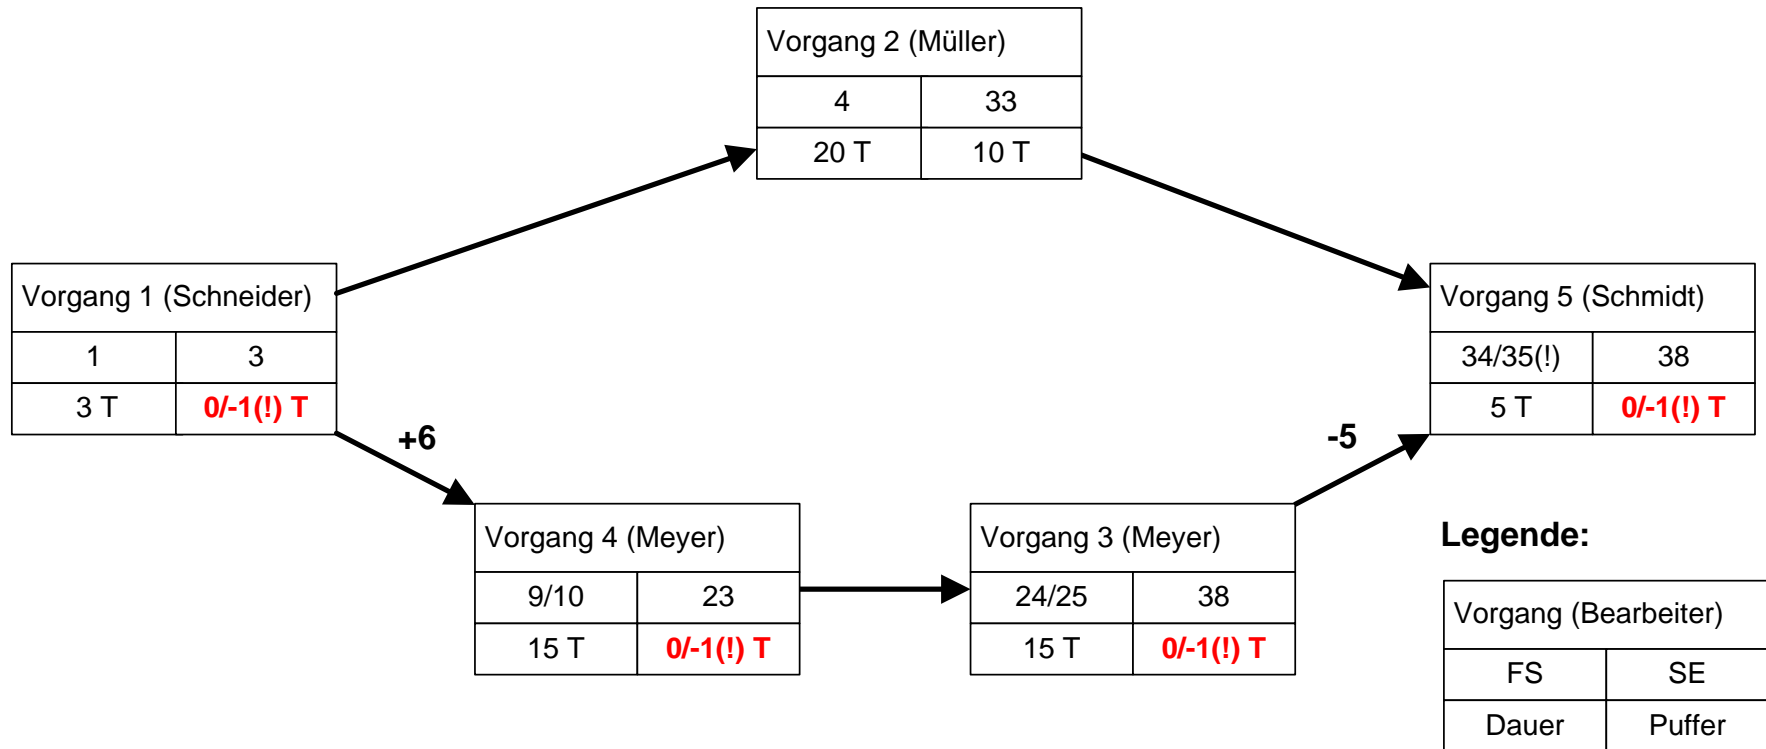 Vorgang 2 (Müller)
4 33
20 T 10 T
Vorgang 1 (Schneider)
1 3
3 T 0/-1(!) T
Vorgang 5 (Schmidt)
34/35(!) 38
5 T 0/-1(!) T
+6
-5
Vorgang 4 (Meyer)
9/10 23
15 T 0/-1(!) T
Vorgang 3 (Meyer)
24/25 38
15 T 0/-1(!) T
Legende:
Vorgang (Bearbeiter)
FS SE
Dauer Puffer